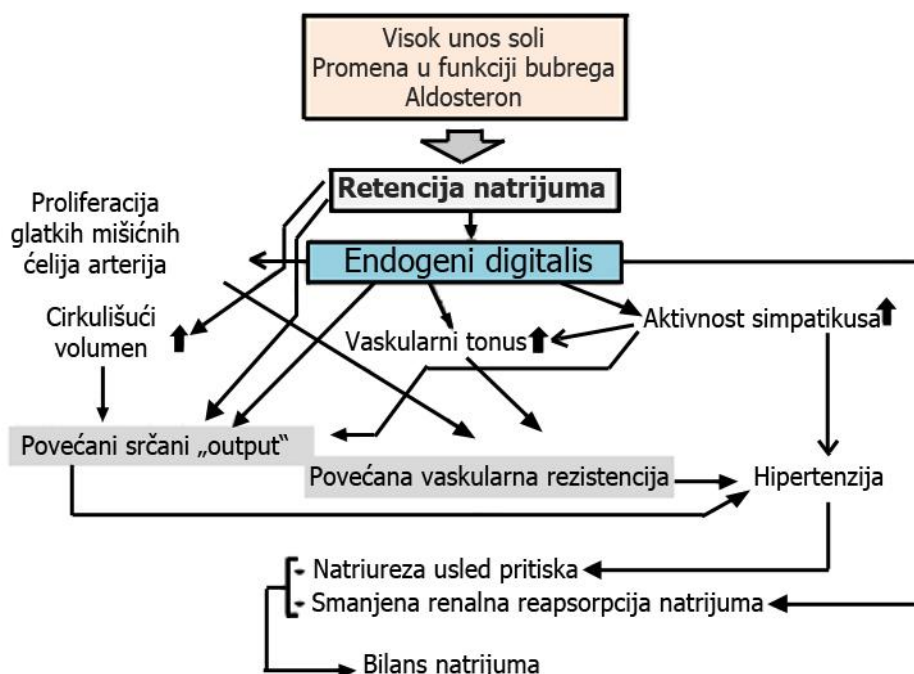 Visok unos soli
Promena u funkciji bubrega
Aldosteron
Retencija natrijuma
Proliferacija
glatkih mišićnih
ćelija arterija
Endogeni digitalis
Cirkulišući
volumen
Vaskularni tonus
Aktivnost simpatikusa
Povećani srčani „output“
Povećana vaskularna rezistencija
Hipertenzija
- Natriureza usled pritiska
- Smanjena renalna reapsorpcija natrijuma
Bilans natrijuma